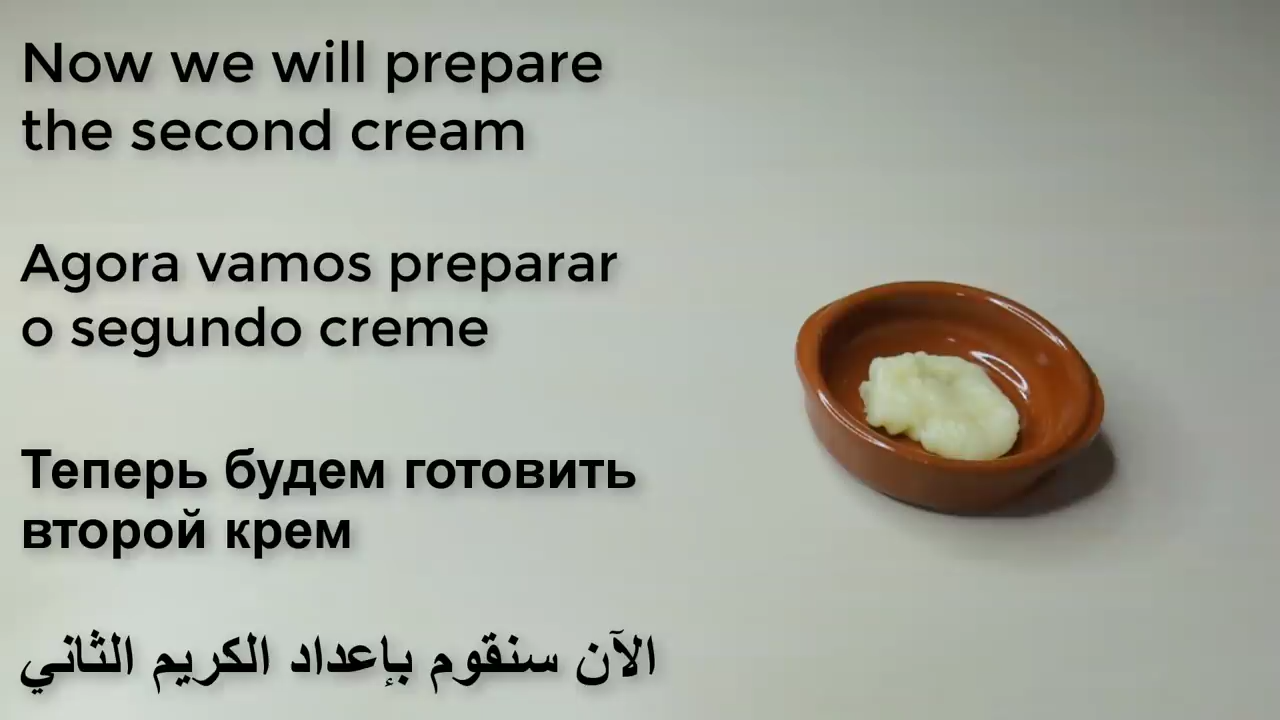 Now we will prepare
the second cream
Agora vamos preparar
o segundo creme
Теперь будем готовить
второй крем
الآن سنقوم بإعداد الكريم الثاني